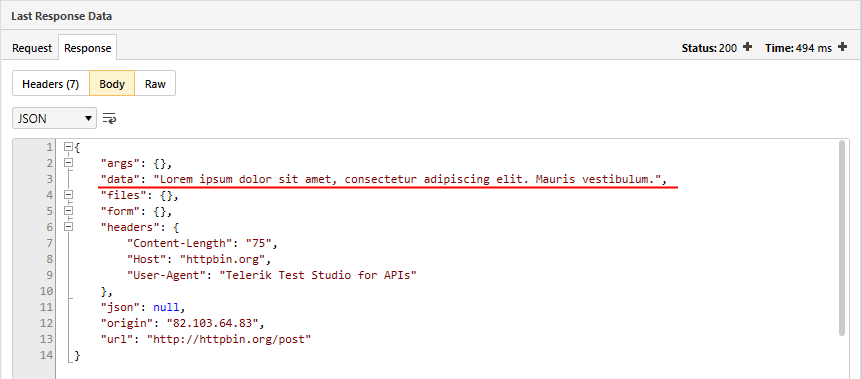 Last Response Data
Request Response Status: 200 + Time: 494 ms +
Headers (7) Body Raw
JSON
1 {
2 "args": {},
3 "data": "Lorem ipsum dolor sit amet, consectetur adipiscing elit. Mauris vestibulum.",
4 "files": {},
5 "form": {},
6 "headers": {
7 "Content-Length": "75",
8 "Host": "httpbin.org",
9 "User-Agent": "Telerik Test Studio for APIs"
10 },
11 "json": null,
12 "origin": "82.103.64.83",
13 "url": "http://httpbin.org/post"
14 }